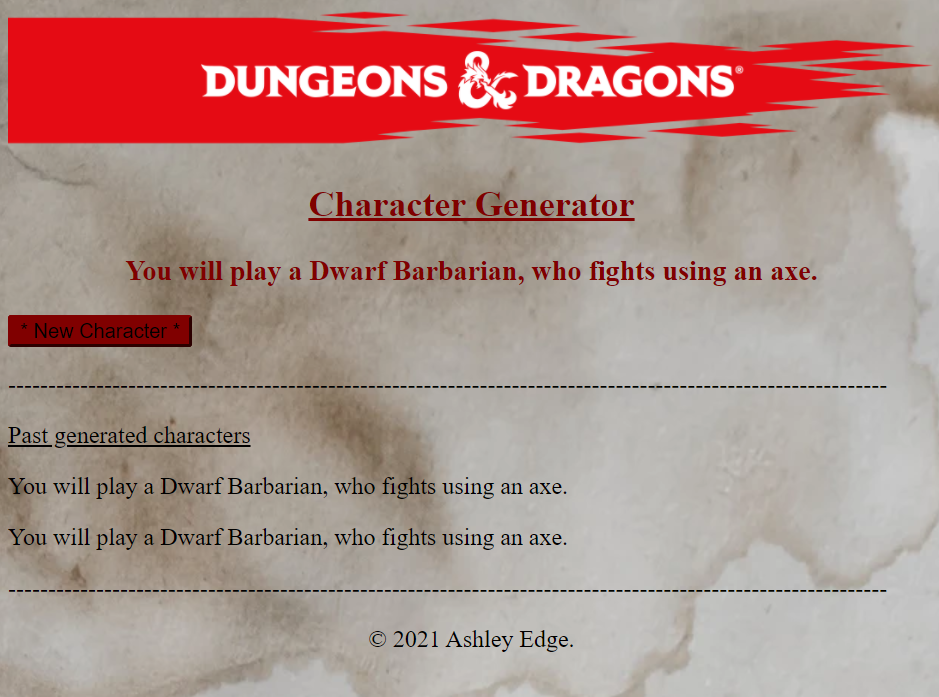 DUNGEONS & DRAGONS®
Character Generator
You will play a Dwarf Barbarian, who fights using an axe.
* New Character *
--------------------------------------------------------------------------------------------------------------
Past generated characters
You will play a Dwarf Barbarian, who fights using an axe.
You will play a Dwarf Barbarian, who fights using an axe.
--------------------------------------------------------------------------------------------------------------
© 2021 Ashley Edge.